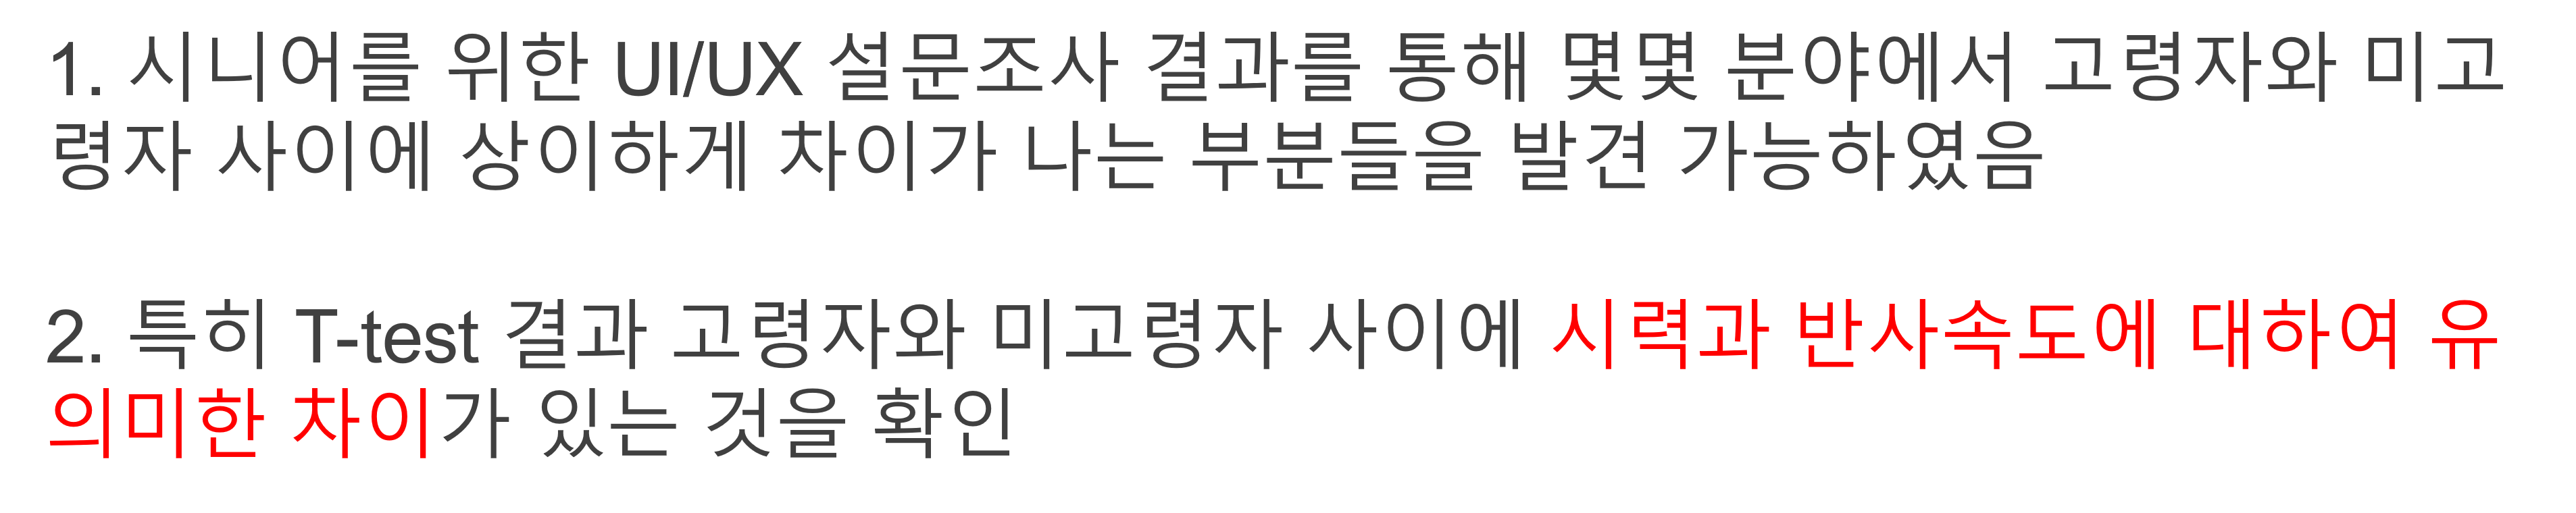 1. 시니어를 위한 UI/UX 설문조사 결과를 통해 몇몇 분야에서 고령자와 미고
령자 사이에 상이하게 차이가 나는 부분들을 발견 가능하였음
2. 특히 T-test 결과 고령자와 미고령자 사이에 시력과 반사속도에 대하여 유
의미한 차이가 있는 것을 확인